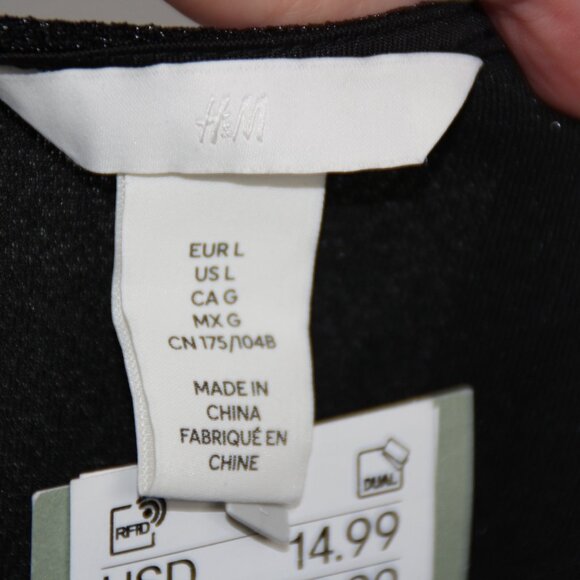 H&M
EUR L
US L
CA G
MX G
CN 175/104B
MADE IN
CHINA
FABRIQUÉ EN
CHINE
RFID
DUAL
USD 14.99